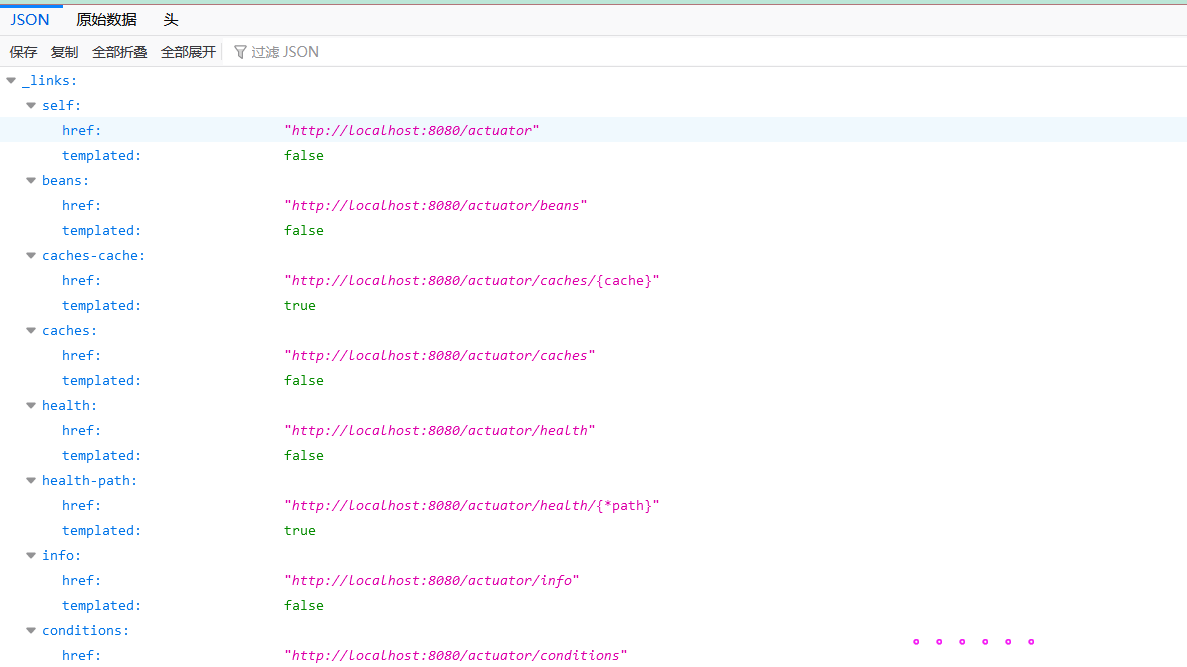 JSON 原始数据 头
保存 复制 全部折叠 全部展开 过滤 JSON
_links:
self:
href: "http://localhost:8080/actuator"
templated: false
beans:
href: "http://localhost:8080/actuator/beans"
templated: false
caches-cache:
href: "http://localhost:8080/actuator/caches/{cache}"
templated: true
caches:
href: "http://localhost:8080/actuator/caches"
templated: false
health:
href: "http://localhost:8080/actuator/health"
templated: false
health-path:
href: "http://localhost:8080/actuator/health/{*path}"
templated: true
info:
href: "http://localhost:8080/actuator/info"
templated: false
conditions:
href: "http://localhost:8080/actuator/conditions"